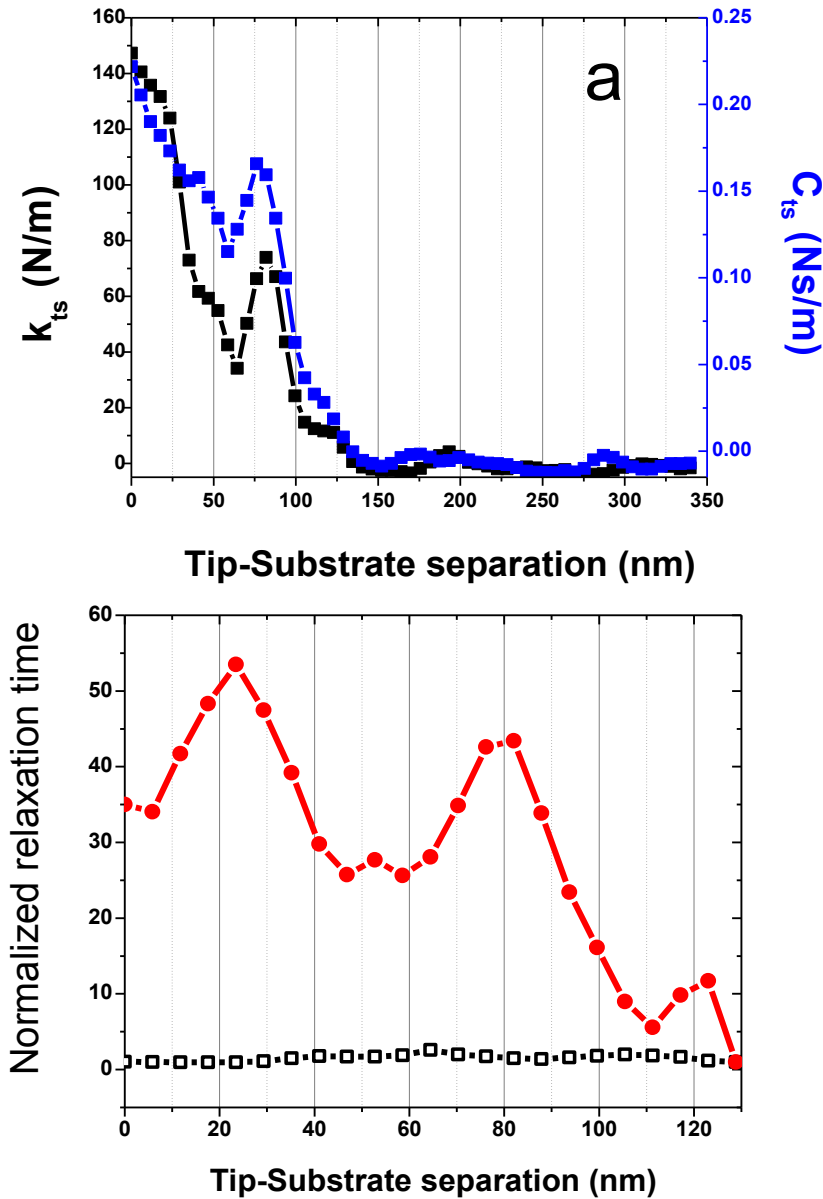 160
140
120
100
80
60
40
20
0
k_ts (N/m)
a
0.25
0.20
0.15
0.10
0.05
0.00
C_ts (Ns/m)
0 50 100 150 200 250 300 350
Tip-Substrate separation (nm)
60
50
40
30
20
10
0
Normalized relaxation time
0 20 40 60 80 100 120
Tip-Substrate separation (nm)